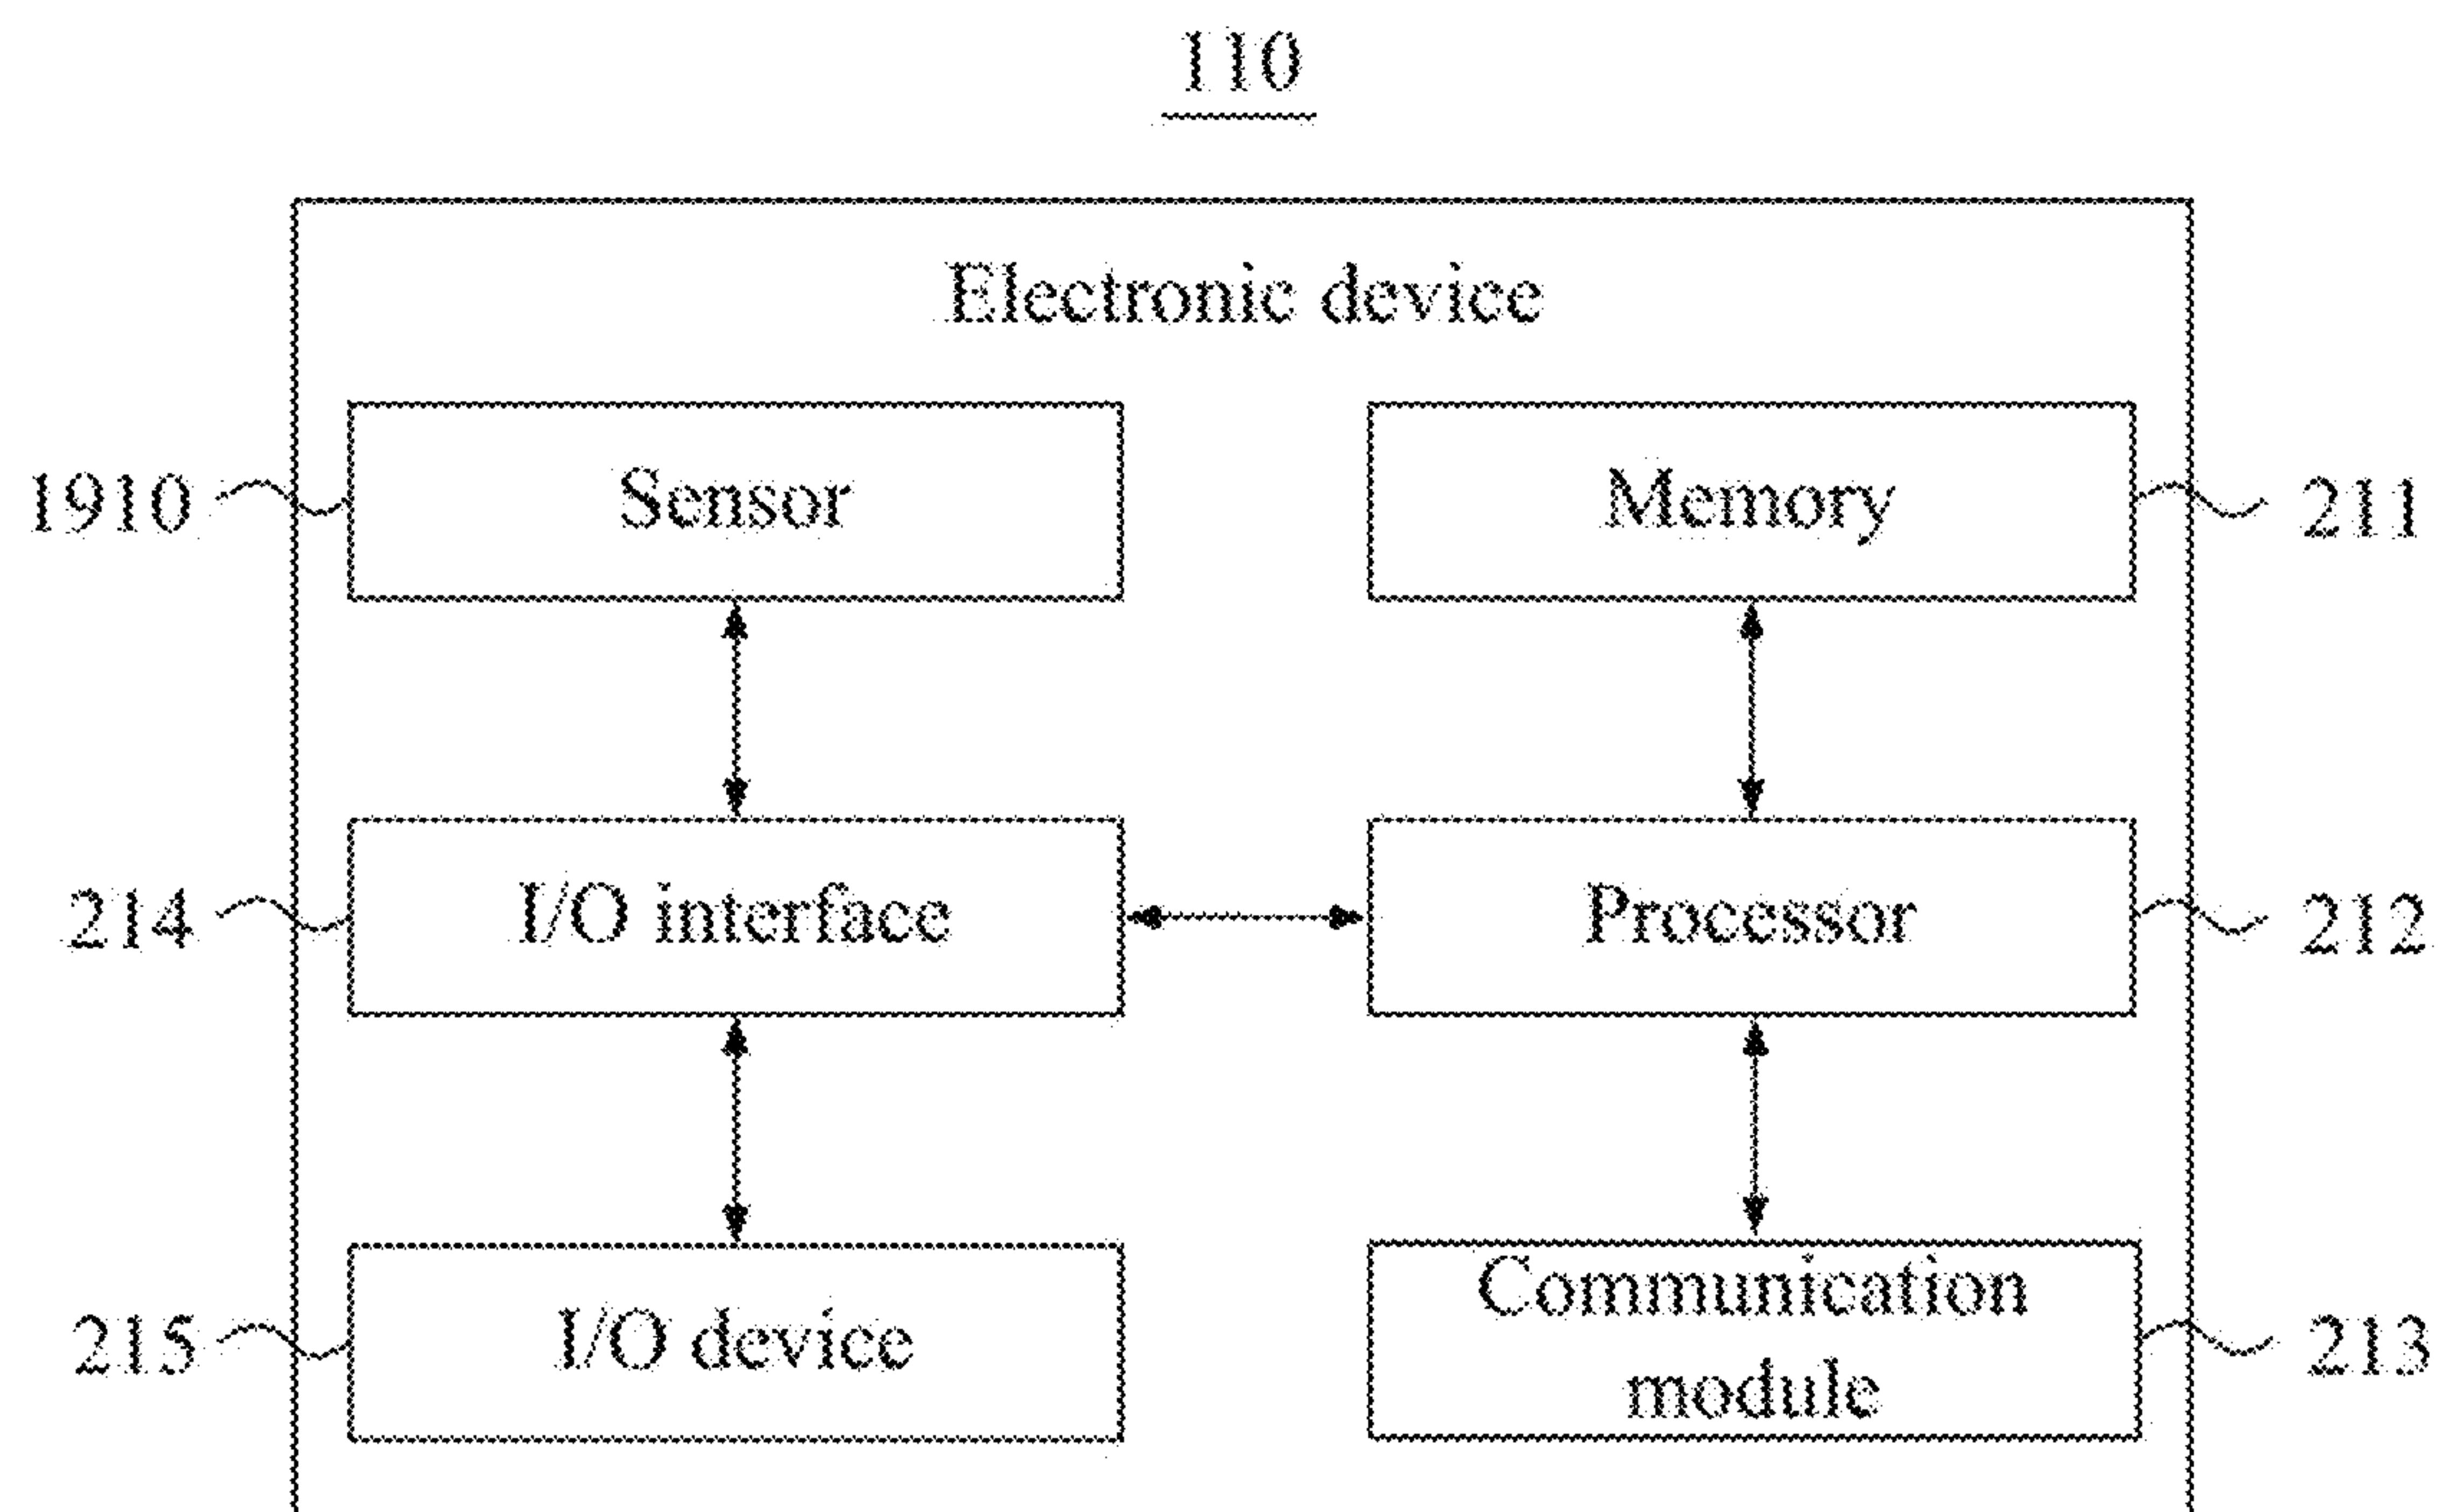 110
Electronic device
1910
Sensor
Memory
211
214
I/O interface
Processor
212
215
I/O device
Communication
module
213